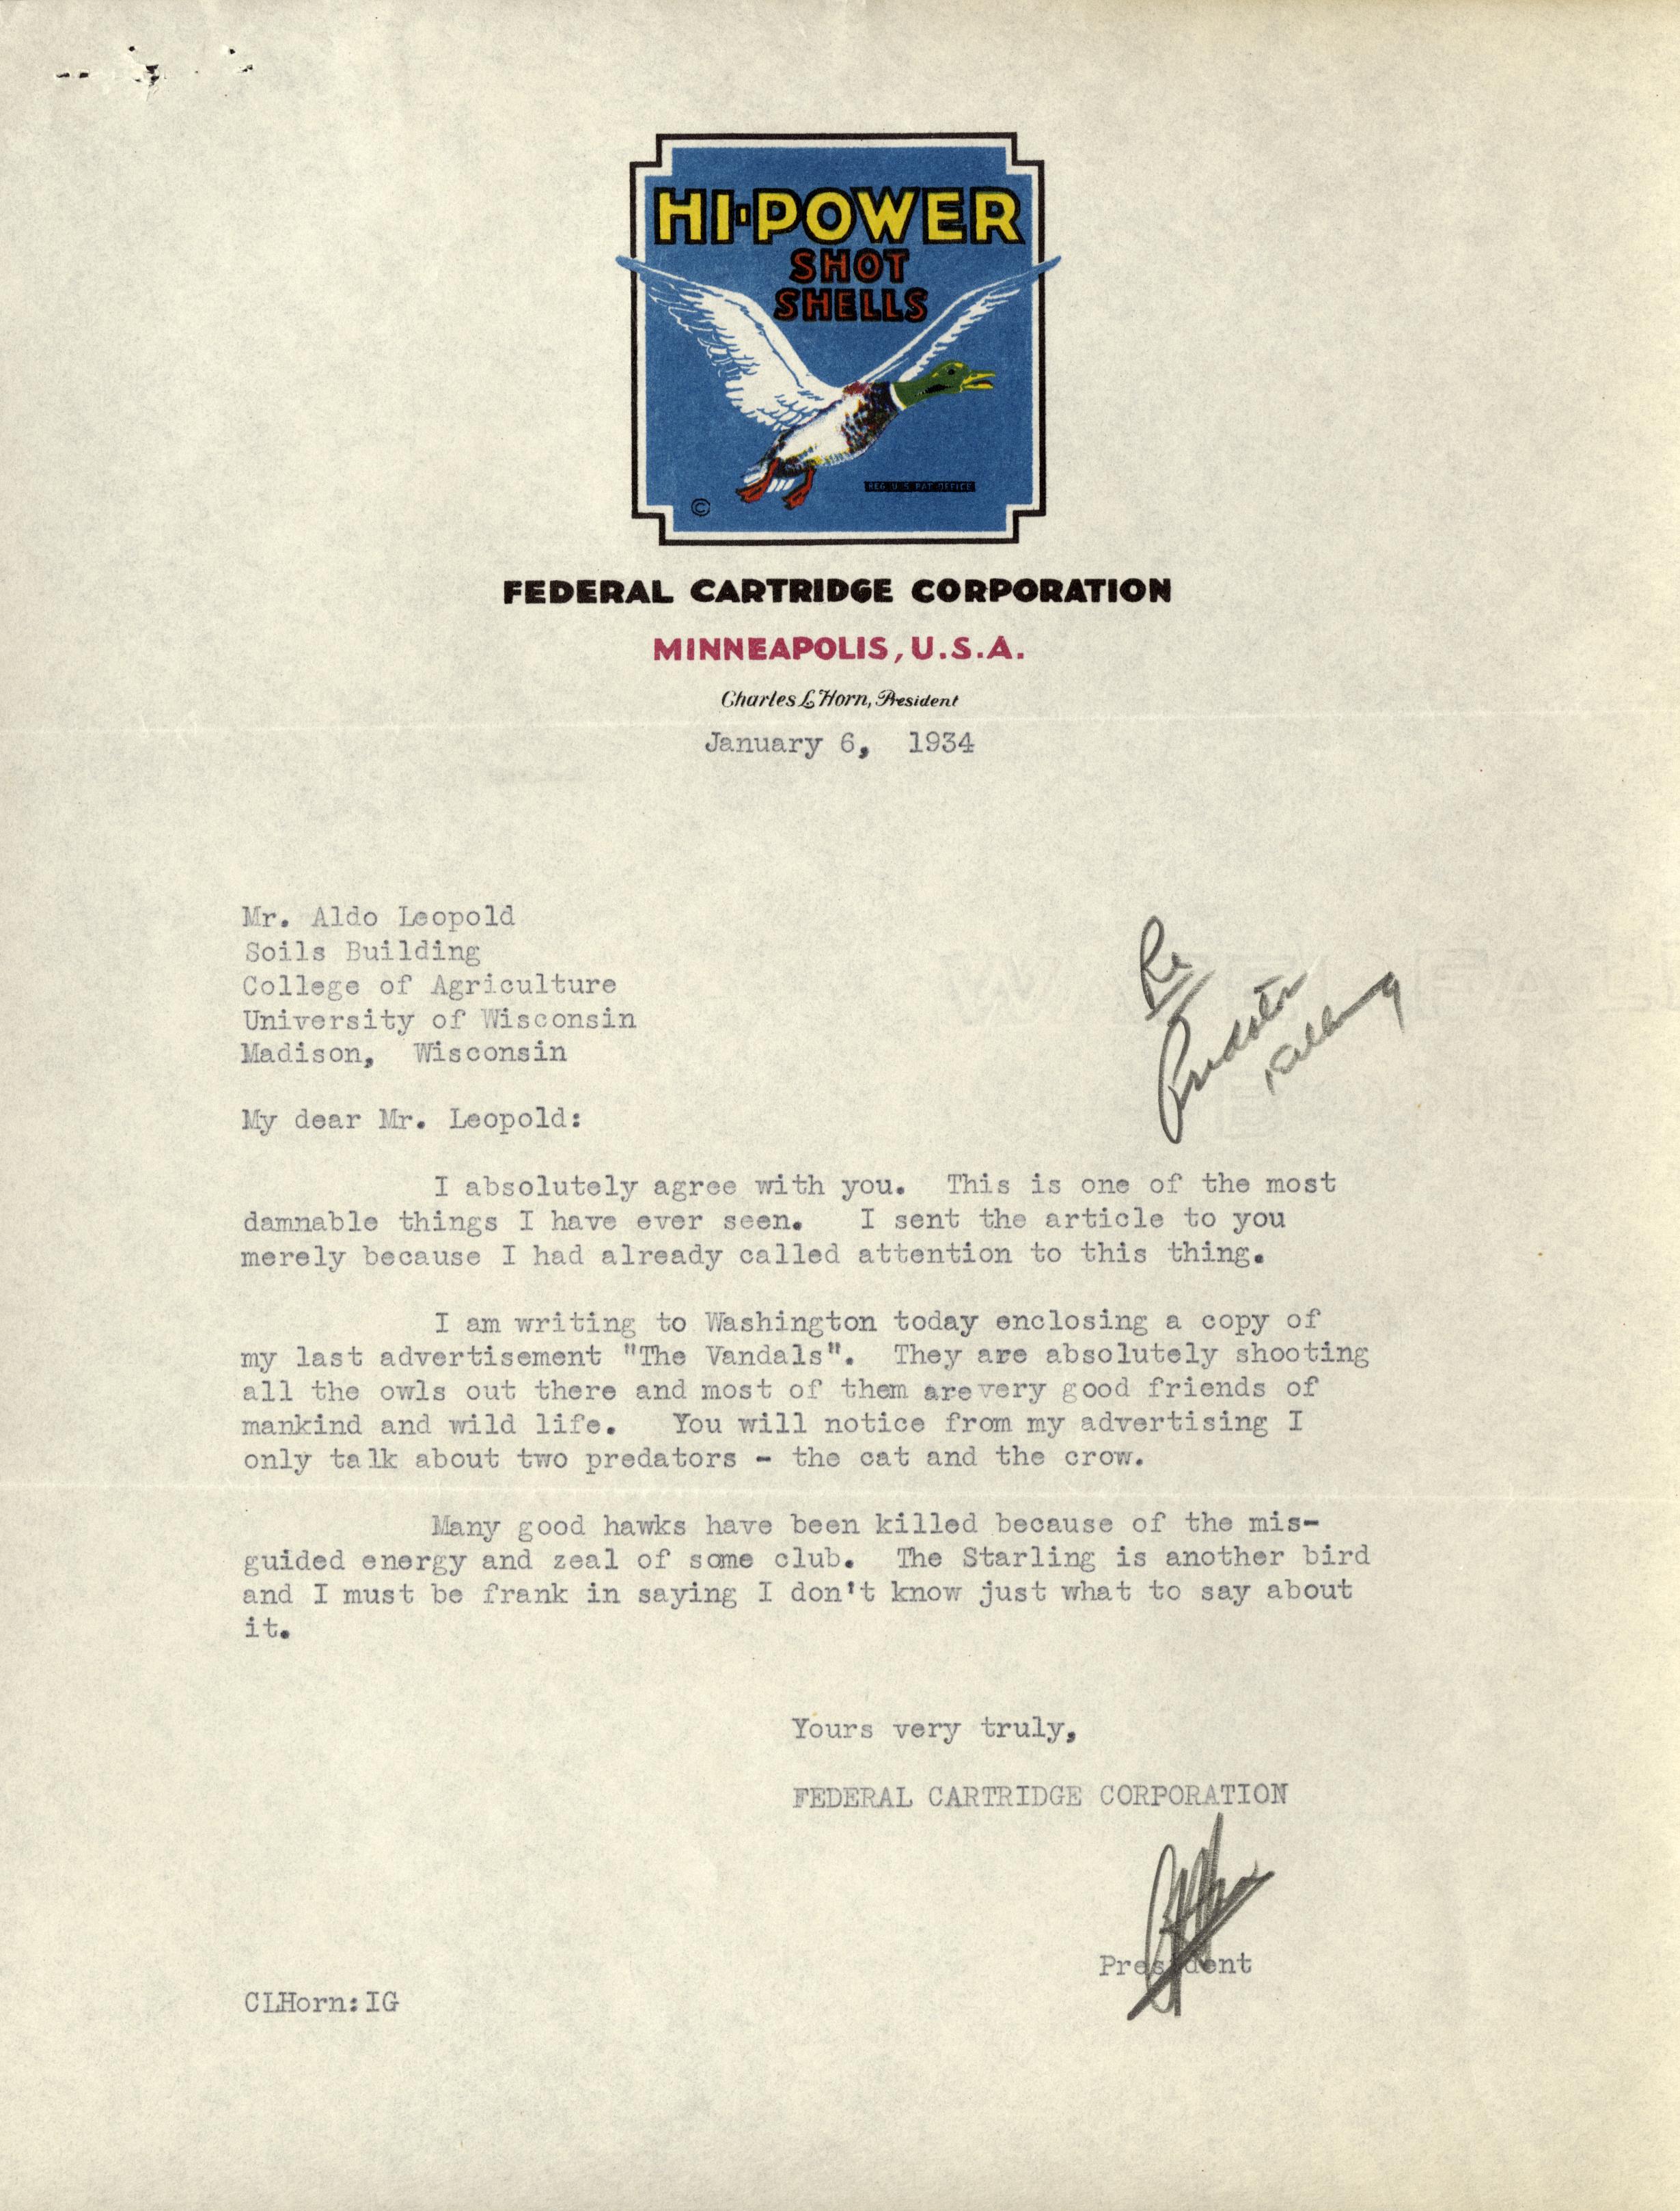 HI-POWER
SHOT
SHELLS
REG. U.S. PAT. OFFICE
©
FEDERAL CARTRIDGE CORPORATION
MINNEAPOLIS, U.S.A.
Charles L. Horn, President
January 6, 1934
Mr. Aldo Leopold
Soils Building
College of Agriculture
University of Wisconsin
Madison, Wisconsin
Re
Predator
Killing
My dear Mr. Leopold:
I absolutely agree with you. This is one of the most
damnable things I have ever seen. I sent the article to you
merely because I had already called attention to this thing.
I am writing to Washington today enclosing a copy of
my last advertisement "The Vandals". They are absolutely shooting
all the owls out there and most of them are very good friends of
mankind and wild life. You will notice from my advertising I
only talk about two predators - the cat and the crow.
Many good hawks have been killed because of the mis-
guided energy and zeal of some club. The Starling is another bird
and I must be frank in saying I don't know just what to say about
it.
Yours very truly,
FEDERAL CARTRIDGE CORPORATION
President
CLHorn:IG